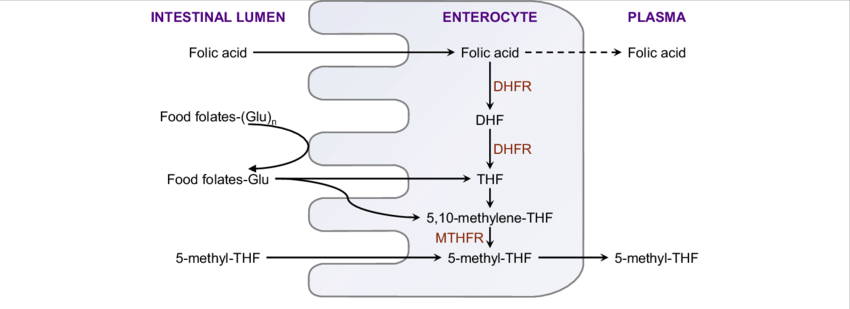 INTESTINAL LUMEN ENTEROCYTE PLASMA
Folic acid Folic acid Folic acid
DHFR
Food folates-(Glu)n DHF
DHFR
Food folates-Glu THF
5,10-methylene-THF
MTHFR
5-methyl-THF 5-methyl-THF 5-methyl-THF